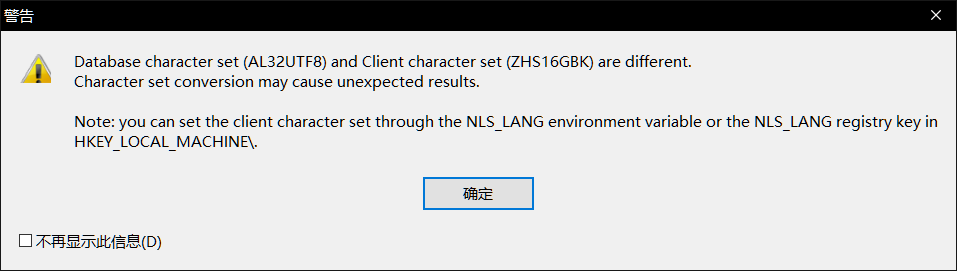 警告
Database character set (AL32UTF8) and Client character set (ZHS16GBK) are different.
Character set conversion may cause unexpected results.
Note: you can set the client character set through the NLS_LANG environment variable or the NLS_LANG registry key in
HKEY_LOCAL_MACHINE\.
确定
不再显示此信息(D)